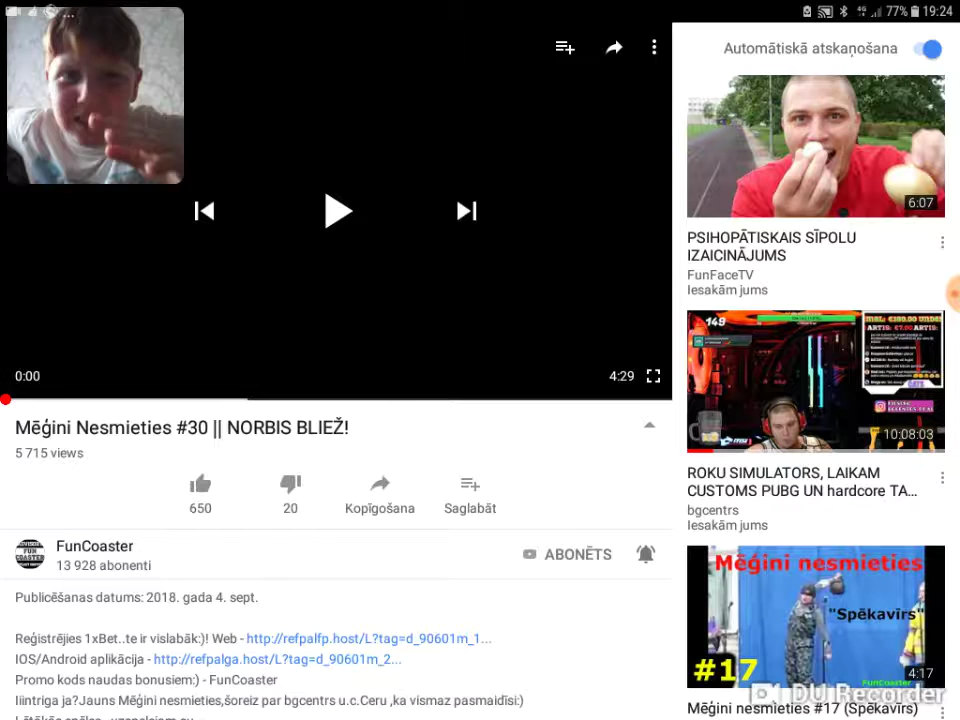 77% 19:24
Automātiskā atskaņošana
6:07
PSIHOPĀTISKAIS SĪPOLU
IZAICINĀJUMS
FunFaceTV
Iesakām jums
0:00
4:29
Mēģini Nesmieties #30 || NORBIS BLIEŽ!
5 715 views
650
20
Kopīgošana
Saglabāt
FunCoaster
13 928 abonenti
ABONĒTS
Publicēšanas datums: 2018. gada 4. sept.
Reģistrējies 1xBet..te ir vislabāk:)! Web - http://refpalfp.host/L?tag=d_90601m_1...
IOS/Android aplikācija - http://refpalga.host/L?tag=d_90601m_2...
Promo kods naudas bonusiem:) - FunCoaster
Iiintriga ja?Jauns Mēģini nesmieties,šoreiz par bgcentrs u.c.Ceru ,ka vismaz pasmaidīsi:)
149
10:08:03
ROKU SIMULATORS, LAIKAM
CUSTOMS PUBG UN hardcore TA...
bgcentrs
Iesakām jums
Mēģini nesmieties
"Spēkavīrs"
#17
4:17
FunCoaster
DU Recorder
Mēģini nesmieties #17 (Spēkavīrs)